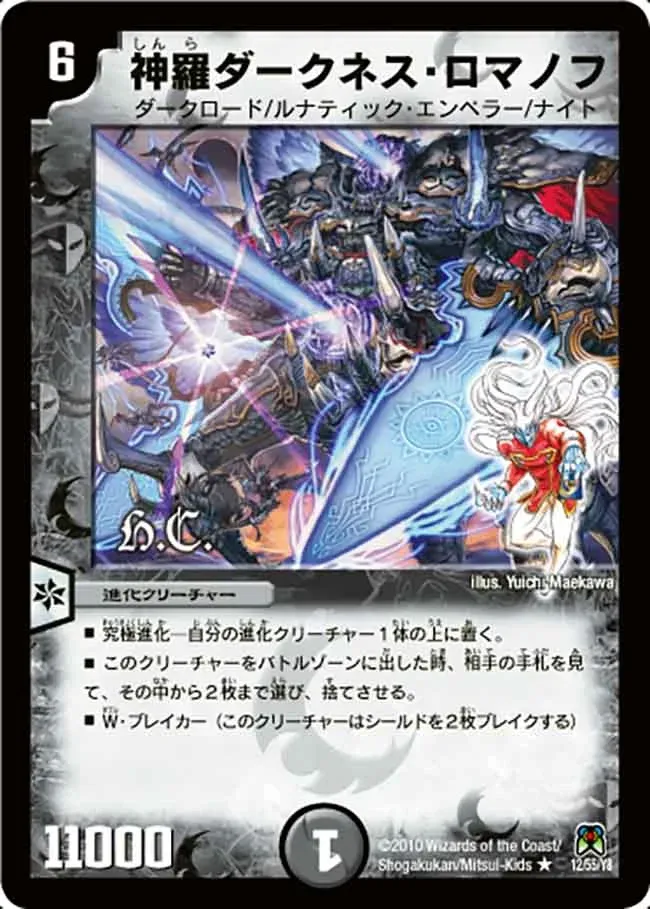 6
神羅ダークネス・ロマノフ
ダークロード/ルナティック・エンペラー/ナイト
H.C.
illus. Yuichi Maekawa
進化クリーチャー
■ 究極進化—自分の進化クリーチャー1体の上に置く。
■ このクリーチャーをバトルゾーンに出した時、相手の手札を見
て、その中から2枚まで選び、捨てさせる。
■ W・ブレイカー（このクリーチャーはシールドを2枚ブレイクする）
11000
1
©2010 Wizards of the Coast/
Shogakukan/Mitsui-Kids ★ 12/55/Y8